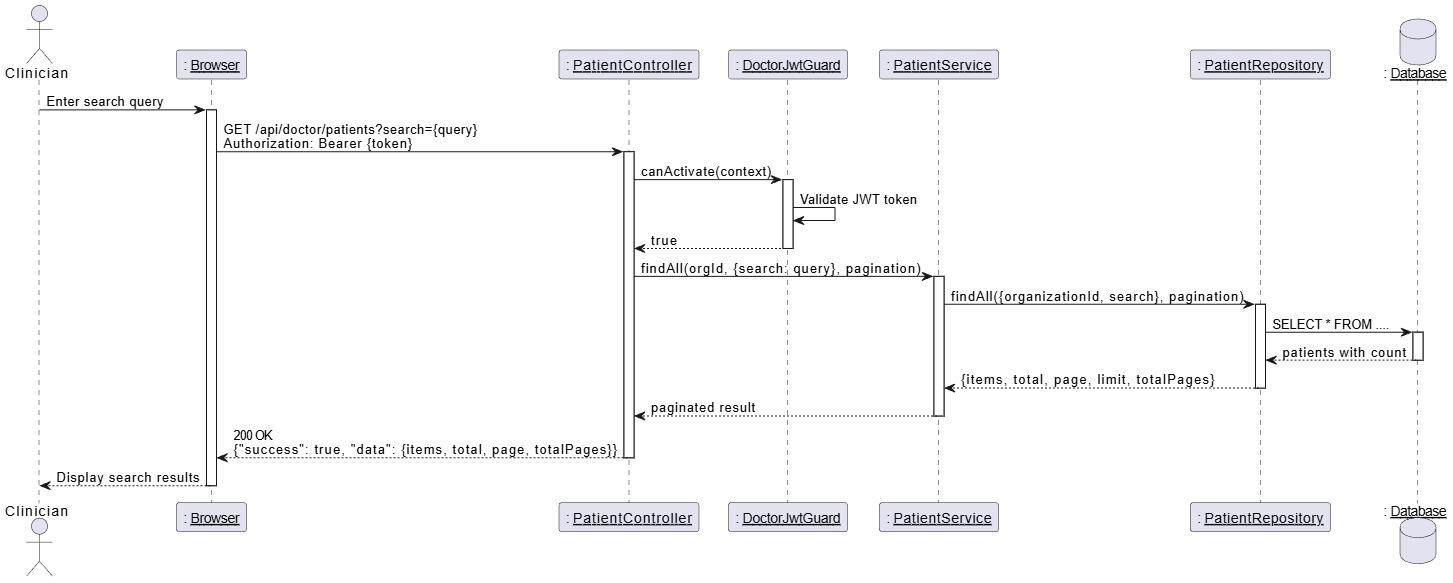 Clinician
: Browser
: PatientController
: DoctorJwtGuard
: PatientService
: PatientRepository
: Database
Enter search query
GET /api/doctor/patients?search={query}
Authorization: Bearer {token}
canActivate(context)
Validate JWT token
true
findAll(orgId, {search: query}, pagination)
findAll({organizationId, search}, pagination)
SELECT * FROM ....
patients with count
{items, total, page, limit, totalPages}
paginated result
200 OK
{"success": true, "data": {items, total, page, totalPages}}
Display search results
Clinician
: Browser
: PatientController
: DoctorJwtGuard
: PatientService
: PatientRepository
: Database